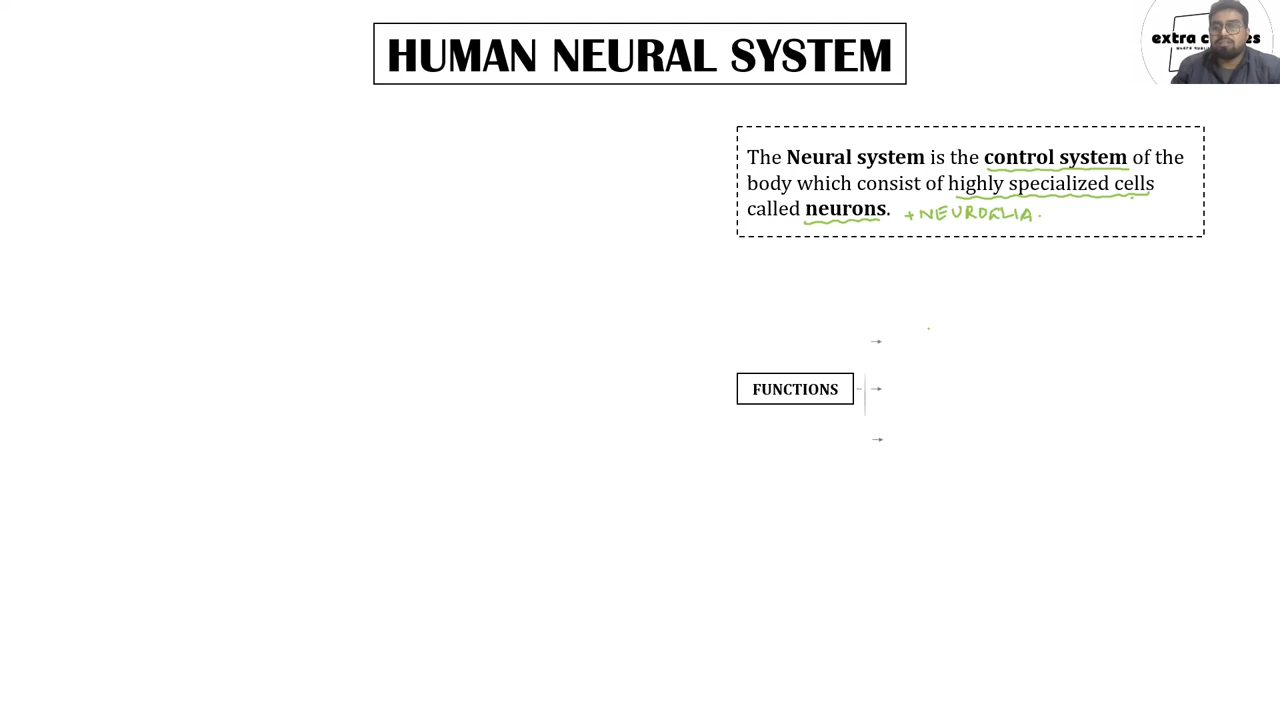 HUMAN NEURAL SYSTEM
The Neural system is the control system of the
body which consist of highly specialized cells
called neurons. + NEUROGLIA.
FUNCTIONS